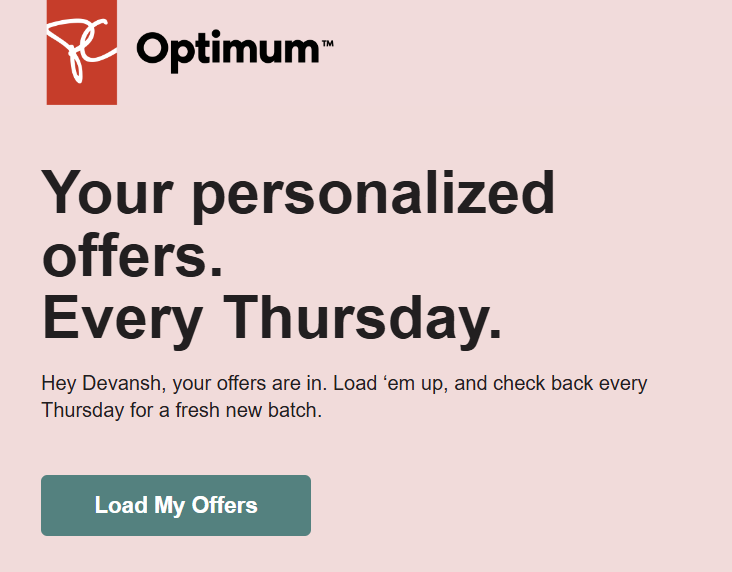 PC
Optimum™
Your personalized
offers.
Every Thursday.
Hey Devansh, your offers are in. Load ‘em up, and check back every
Thursday for a fresh new batch.
Load My Offers